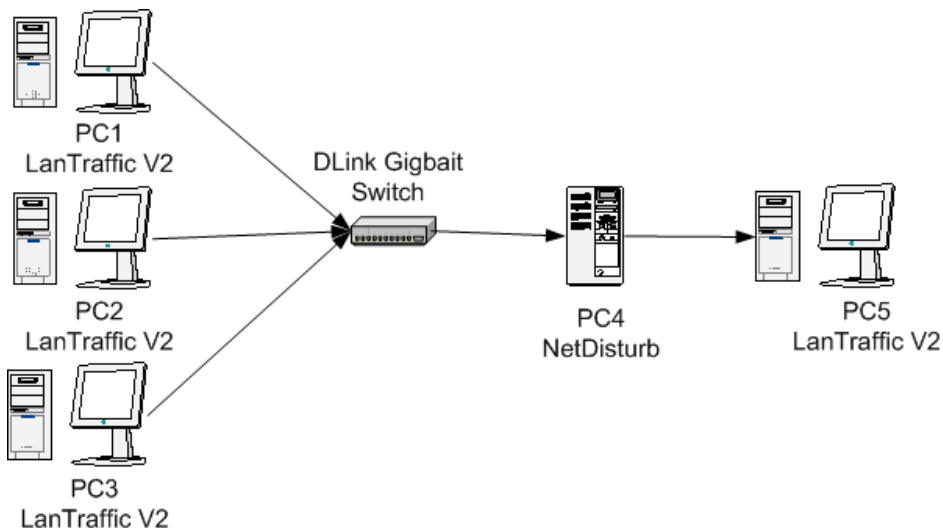 PC1
LanTraffic V2
DLink Gigbait
Switch
PC2
LanTraffic V2
PC4
NetDisturb
PC5
LanTraffic V2
PC3
LanTraffic V2